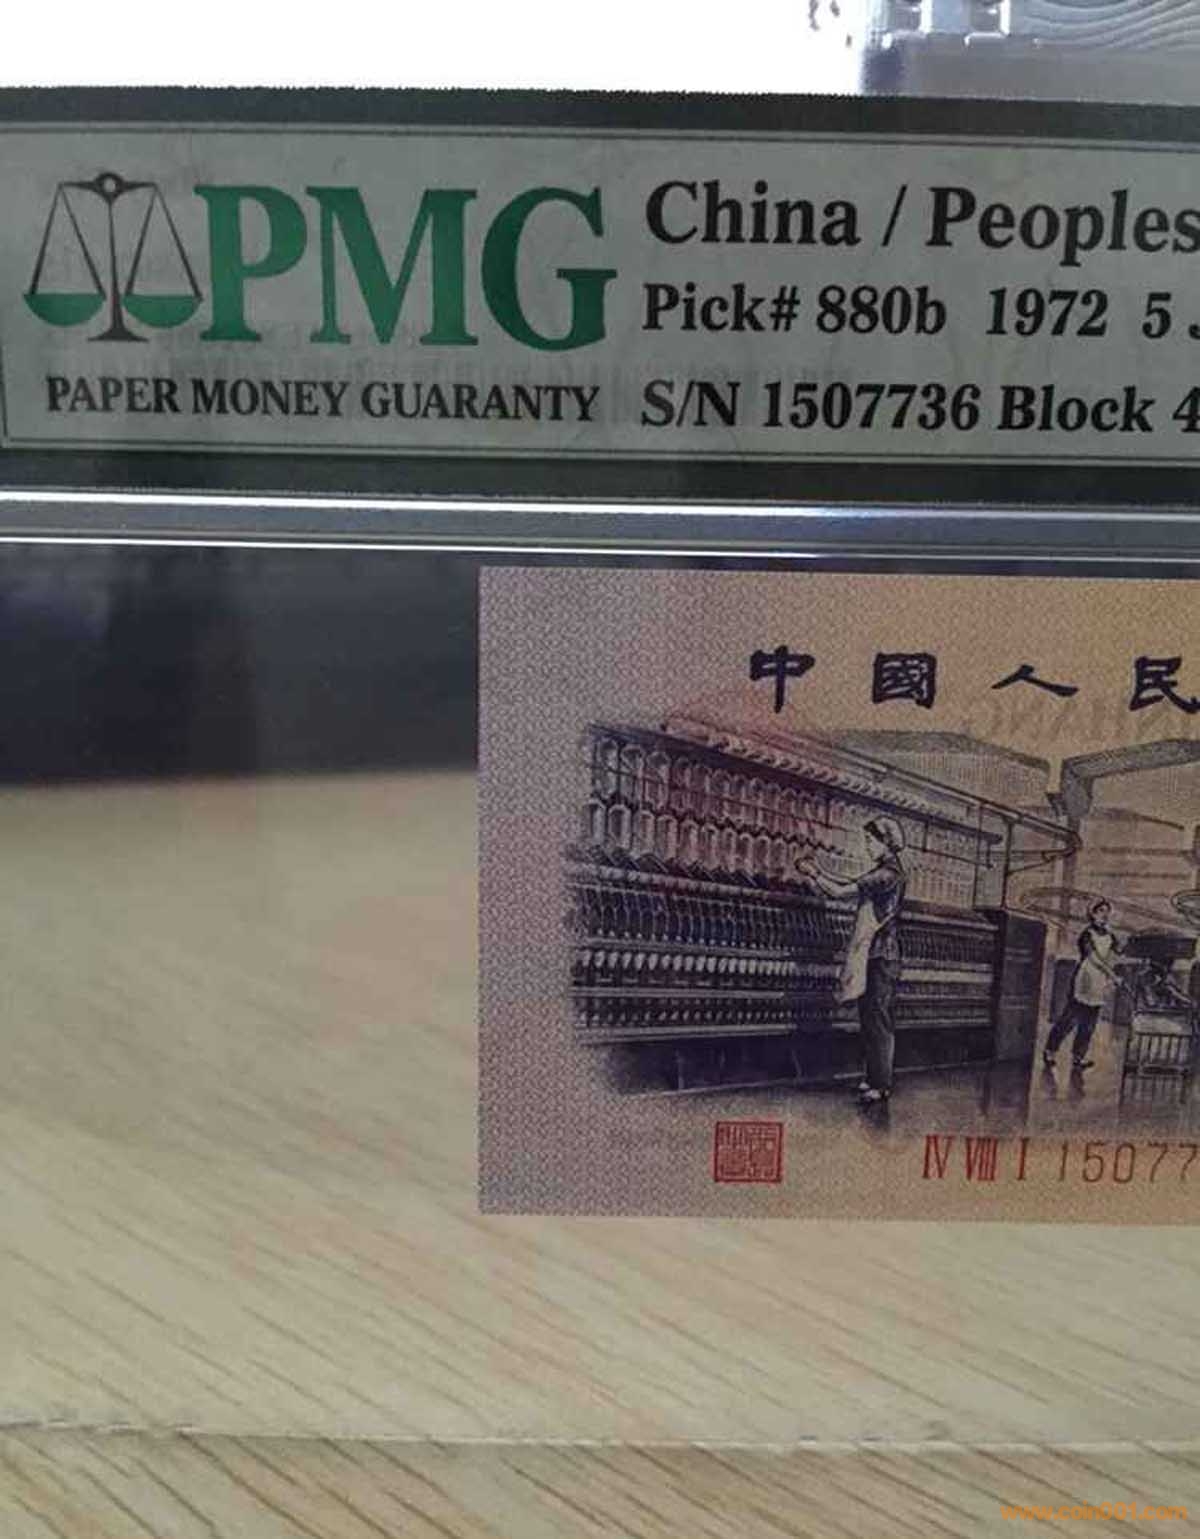 PMG
PAPER MONEY GUARANTY
China / Peoples
Pick# 880b 1972 5
S/N 1507736 Block 4
中國人民
IV VIII I 15077
www.coin001.com